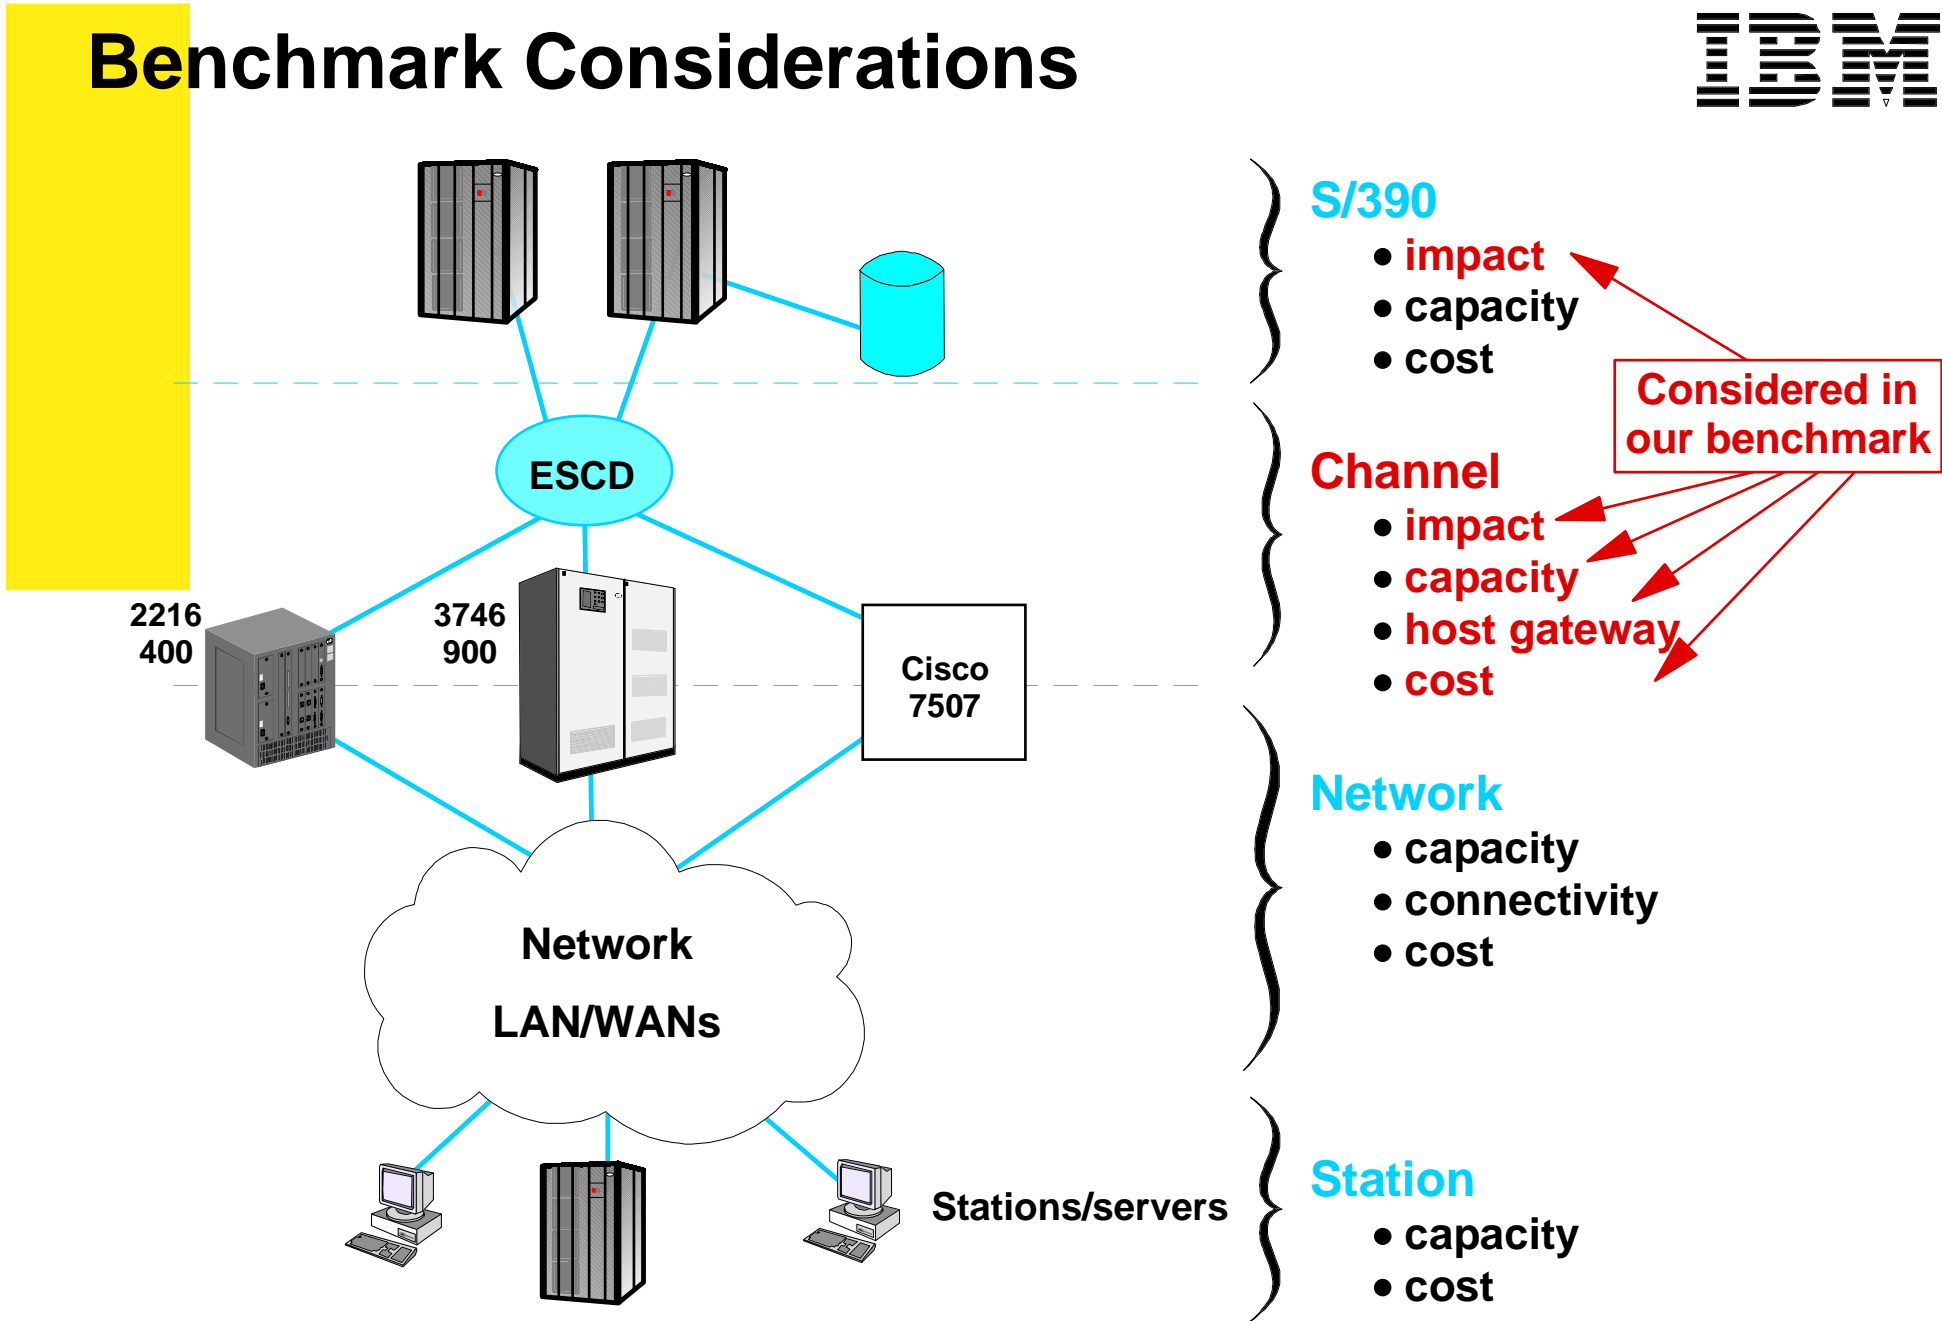 Benchmark Considerations
IBM
S/390
• impact
• capacity
• cost
Considered in
our benchmark
ESCD
Channel
• impact
• capacity
• host gateway
• cost
2216
400
3746
900
Cisco
7507
Network
• capacity
• connectivity
• cost
Network
LAN/WANs
Stations/servers
Station
• capacity
• cost